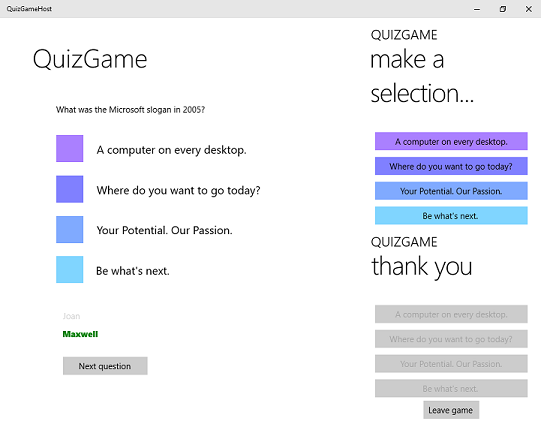 QuizGameHost
QuizGame
What was the Microsoft slogan in 2005?
A computer on every desktop.
Where do you want to go today?
Your Potential. Our Passion.
Be what's next.
Joan
Maxwell
Next question
QUIZGAME
make a
selection...
A computer on every desktop.
Where do you want to go today?
Your Potential. Our Passion.
Be what's next.
QUIZGAME
thank you
A computer on every desktop.
Where do you want to go today?
Your Potential. Our Passion.
Be what's next.
Leave game